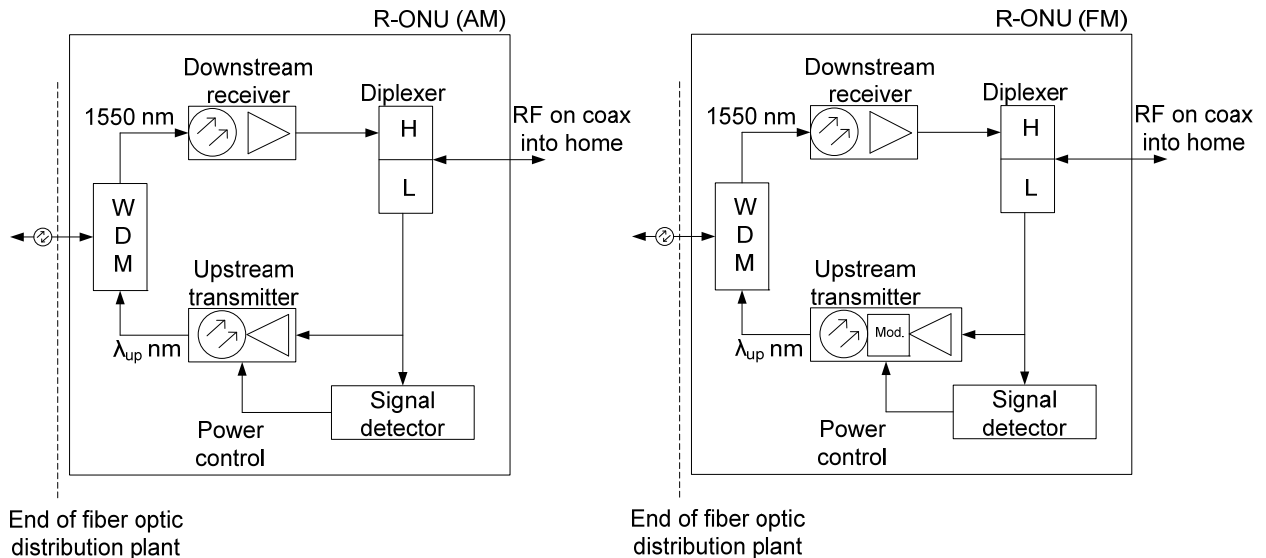 R-ONU (AM)
Downstream
receiver
Diplexer
1550 nm
H
L
RF on coax
into home
W
D
M
Upstream
transmitter
λup nm
Signal
detector
Power
control
End of fiber optic
distribution plant
R-ONU (FM)
Downstream
receiver
Diplexer
1550 nm
H
L
RF on coax
into home
W
D
M
Upstream
transmitter
Mod.
λup nm
Signal
detector
Power
control
End of fiber optic
distribution plant